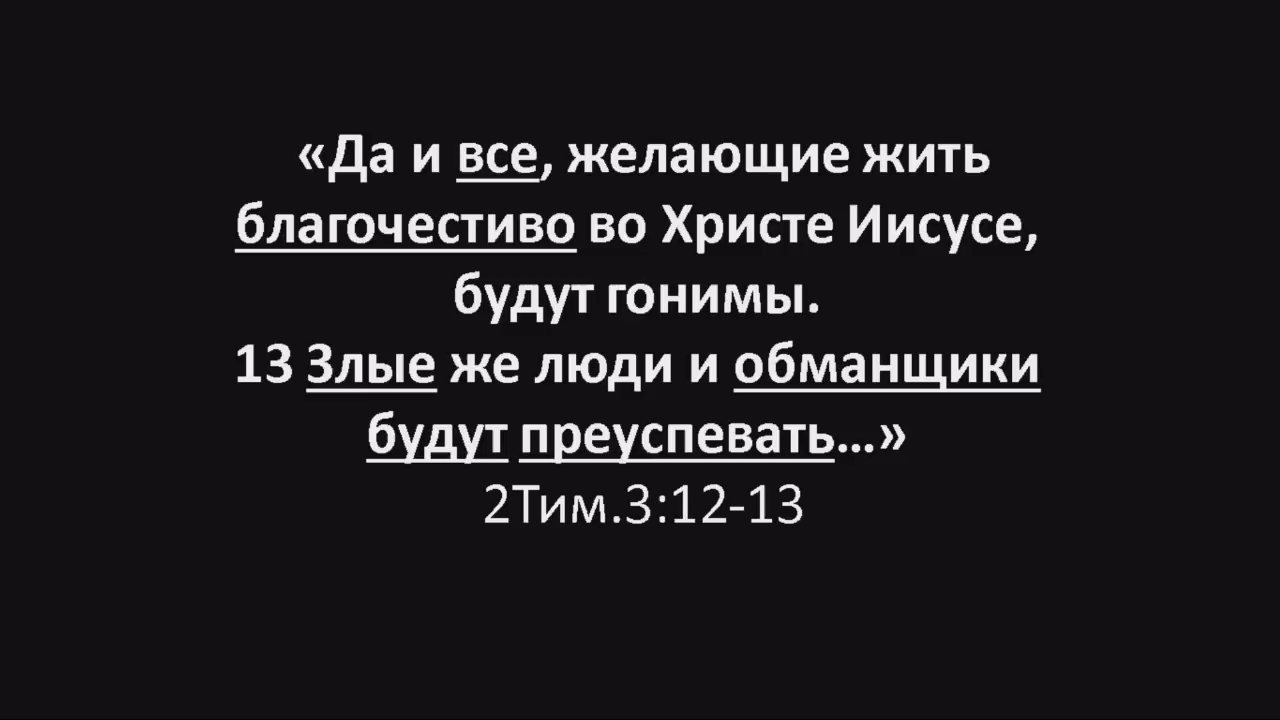 «Да и все, желающие жить
благочестиво во Христе Иисусе,
будут гонимы.
13 Злые же люди и обманщики
будут преуспевать…»
2Тим.3:12-13